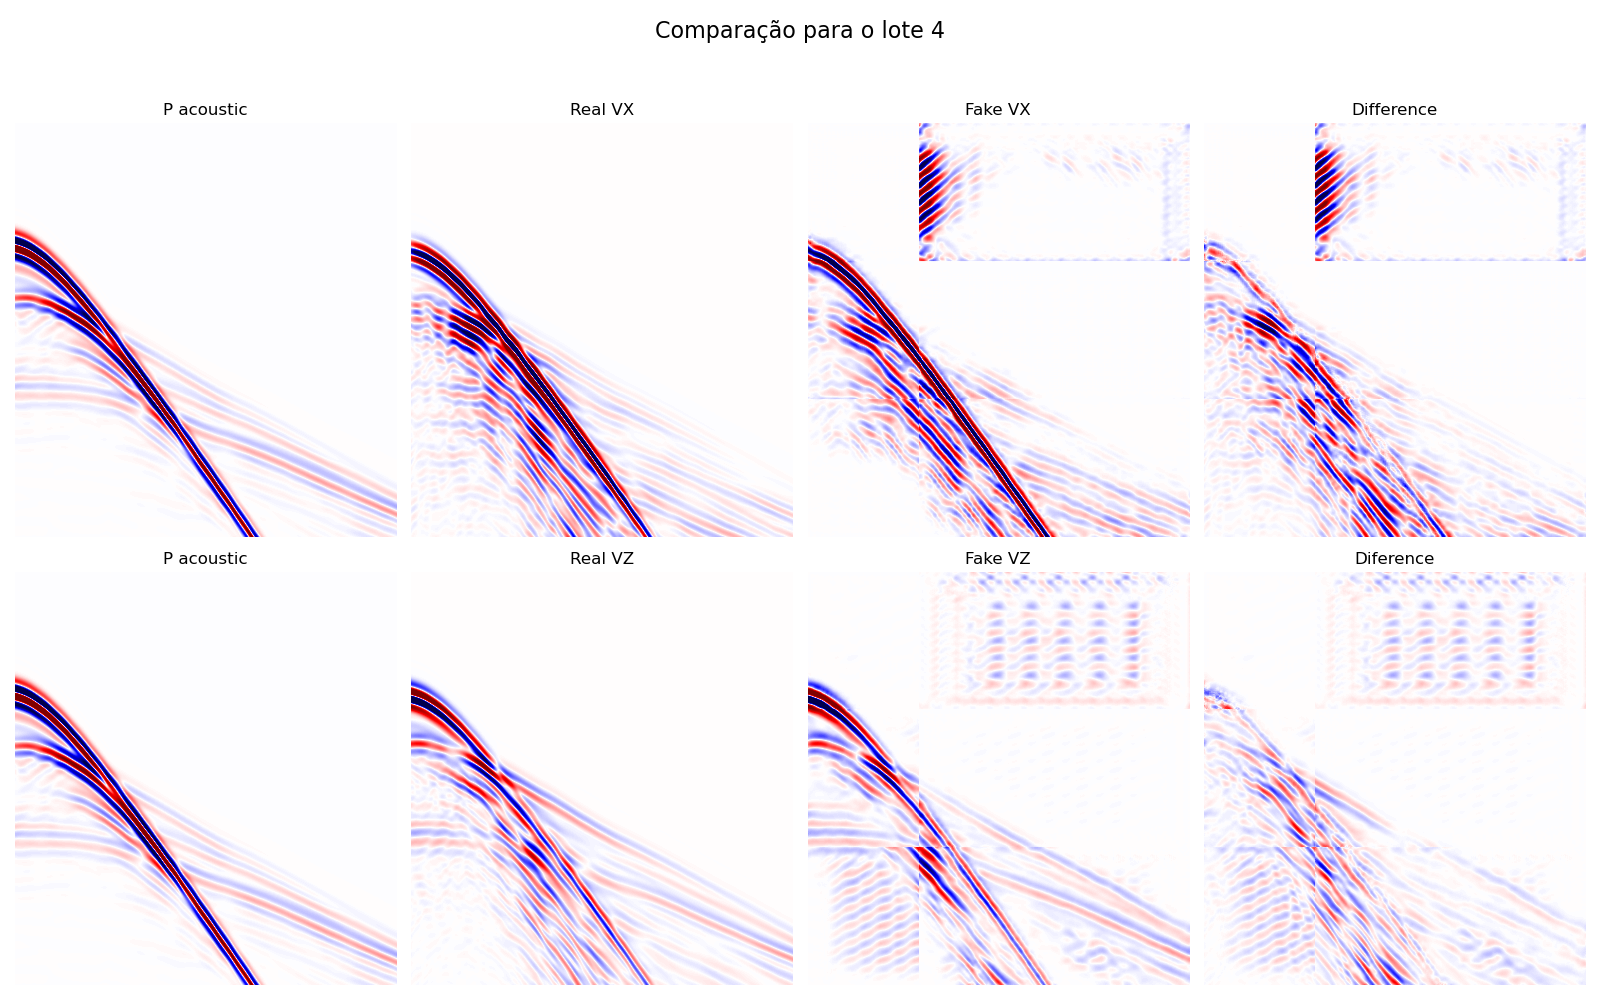 Comparação para o lote 4
P acoustic
Real VX
Fake VX
Difference
P acoustic
Real VZ
Fake VZ
Diference